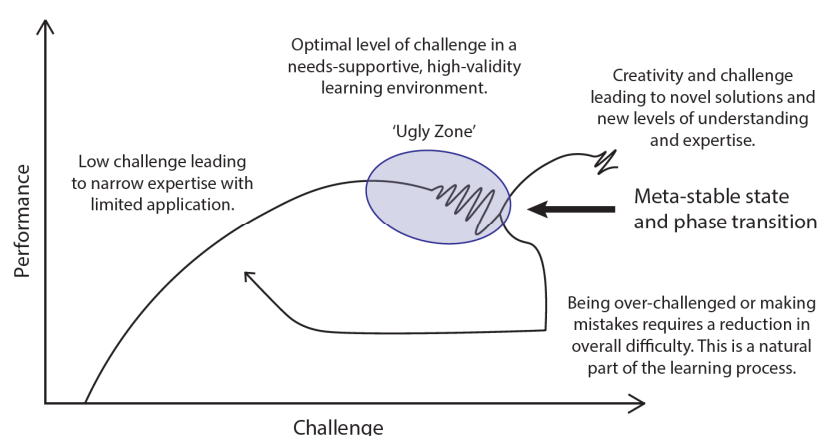 Optimal level of challenge in a
needs-supportive, high-validity
learning environment.
Creativity and challenge
leading to novel solutions and
new levels of understanding
and expertise.
'Ugly Zone'
Low challenge leading
to narrow expertise with
limited application.
Meta-stable state
and phase transition
Being over-challenged or making
mistakes requires a reduction in
overall difficulty. This is a natural
part of the learning process.
Performance
Challenge